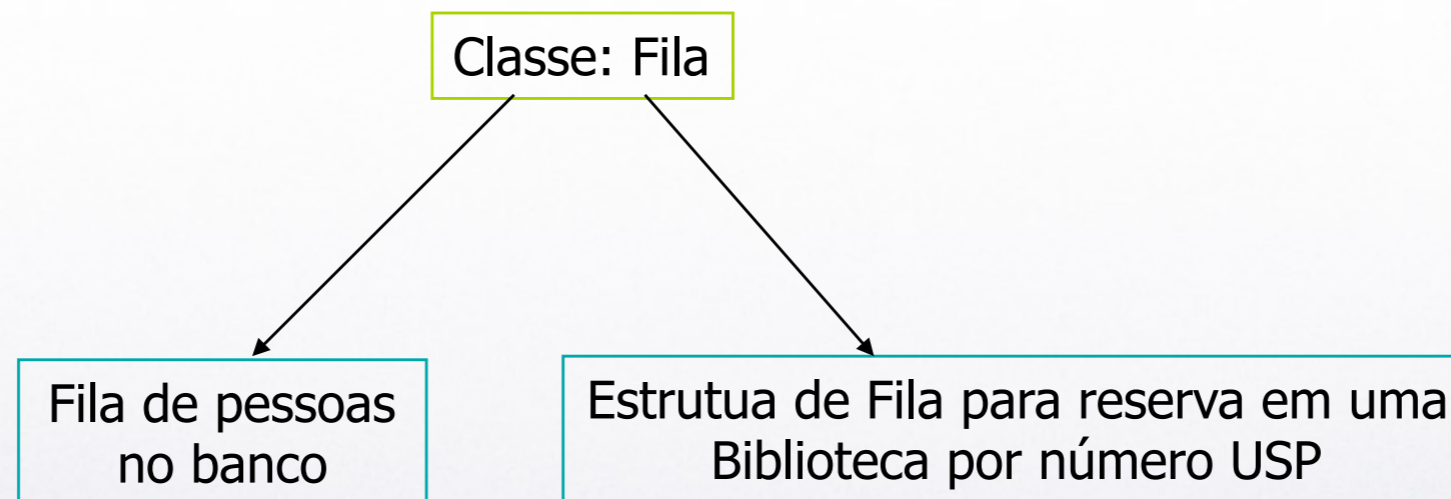 Classe: Fila
Fila de pessoas
no banco
Estrutua de Fila para reserva em uma
Biblioteca por número USP